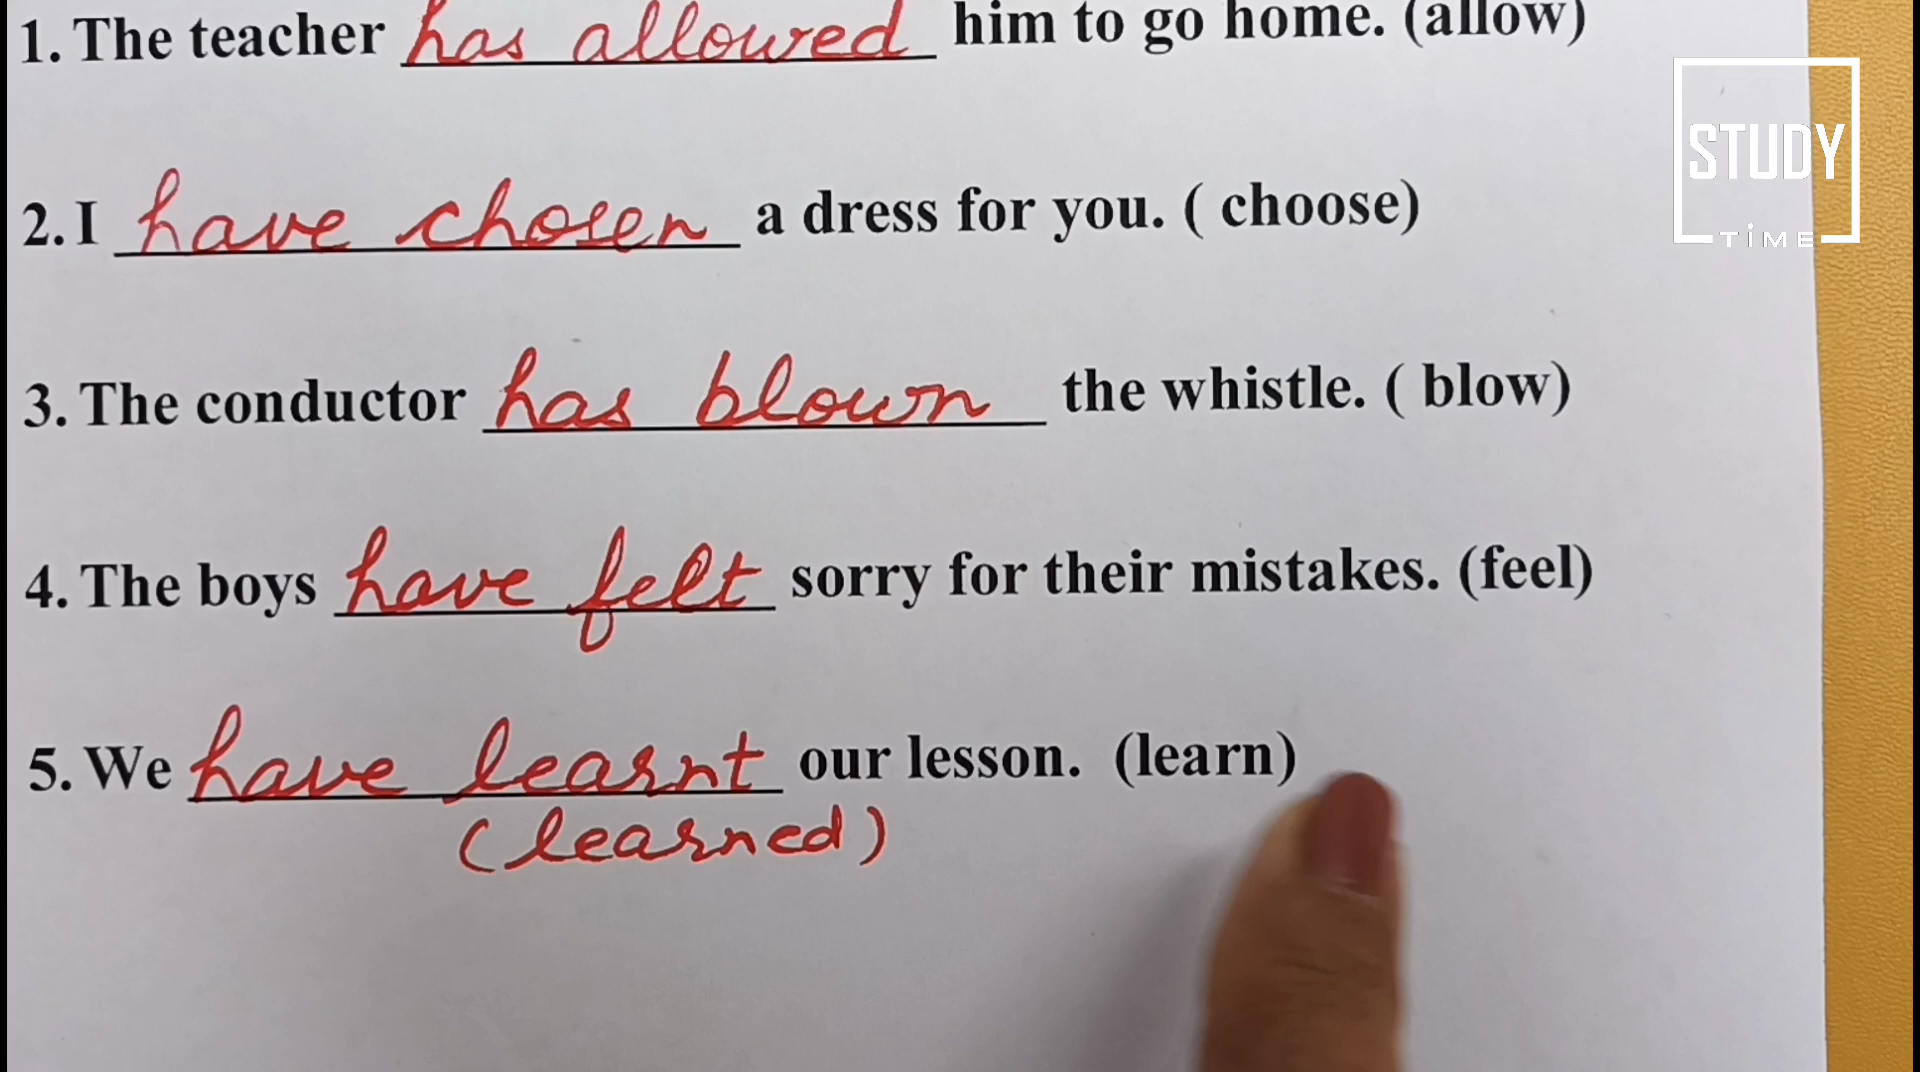 1. The teacher has allowed him to go home. (allow)
STUDY
TiME
2. I have chosen a dress for you. ( choose)
3. The conductor has blown the whistle. ( blow)
4. The boys have felt sorry for their mistakes. (feel)
5. We have learnt our lesson. (learn)
(learned)